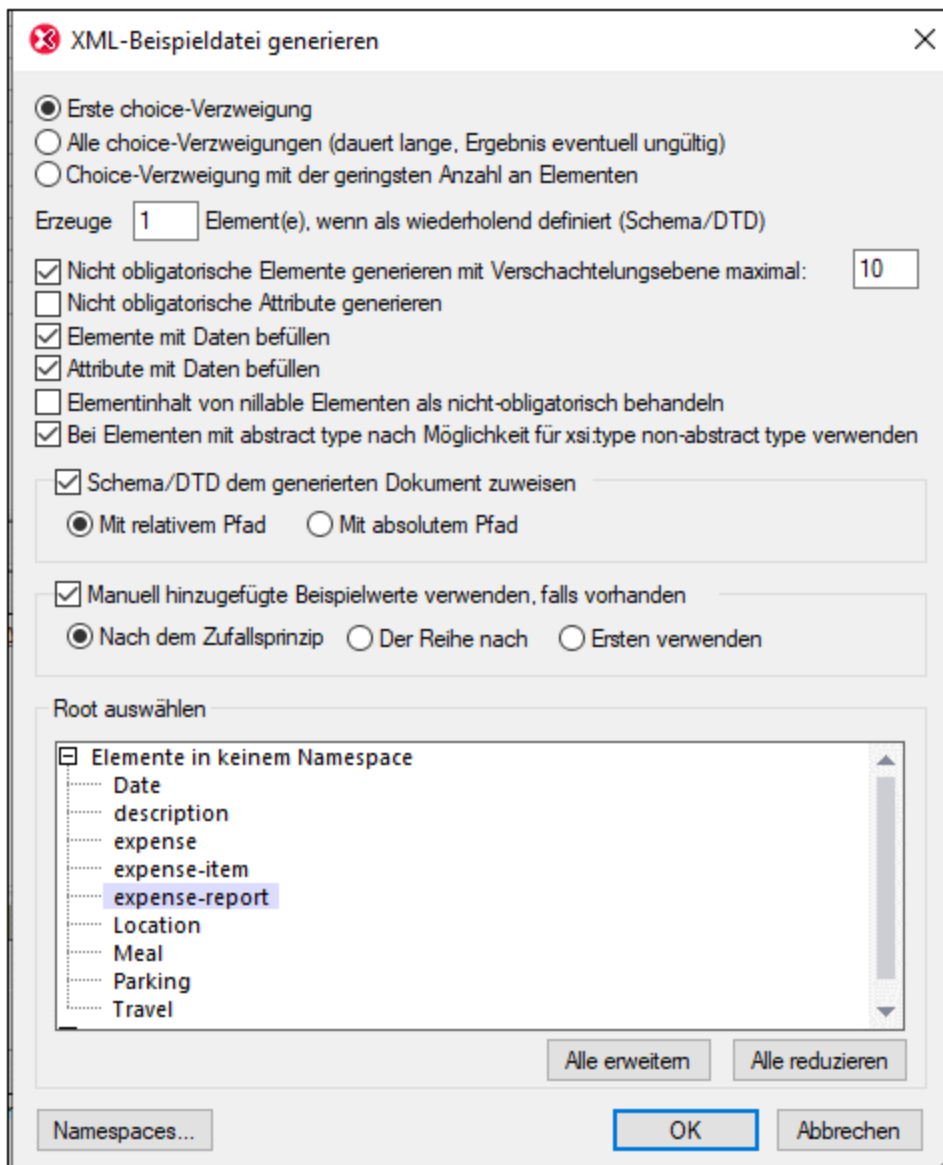 XML-Beispieldatei generieren
Erste choice-Verzweigung
Alle choice-Verzweigungen (dauert lange, Ergebnis eventuell ungültig)
Choice-Verzweigung mit der geringsten Anzahl an Elementen
Erzeuge 1 Element(e), wenn als wiederholend definiert (Schema/DTD)
Nicht obligatorische Elemente generieren mit Verschachtelungsebene maximal: 10
Nicht obligatorische Attribute generieren
Elemente mit Daten befüllen
Attribute mit Daten befüllen
Elementinhalt von nillable Elementen als nicht-obligatorisch behandeln
Bei Elementen mit abstract type nach Möglichkeit für xsi:type non-abstract type verwenden
Schema/DTD dem generierten Dokument zuweisen
Mit relativem Pfad Mit absolutem Pfad
Manuell hinzugefügte Beispielwerte verwenden, falls vorhanden
Nach dem Zufallsprinzip Der Reihe nach Ersten verwenden
Root auswählen
Elemente in keinem Namespace
Date
description
expense
expense-item
expense-report
Location
Meal
Parking
Travel
Alle erweitern Alle reduzieren
Namespaces... OK Abbrechen